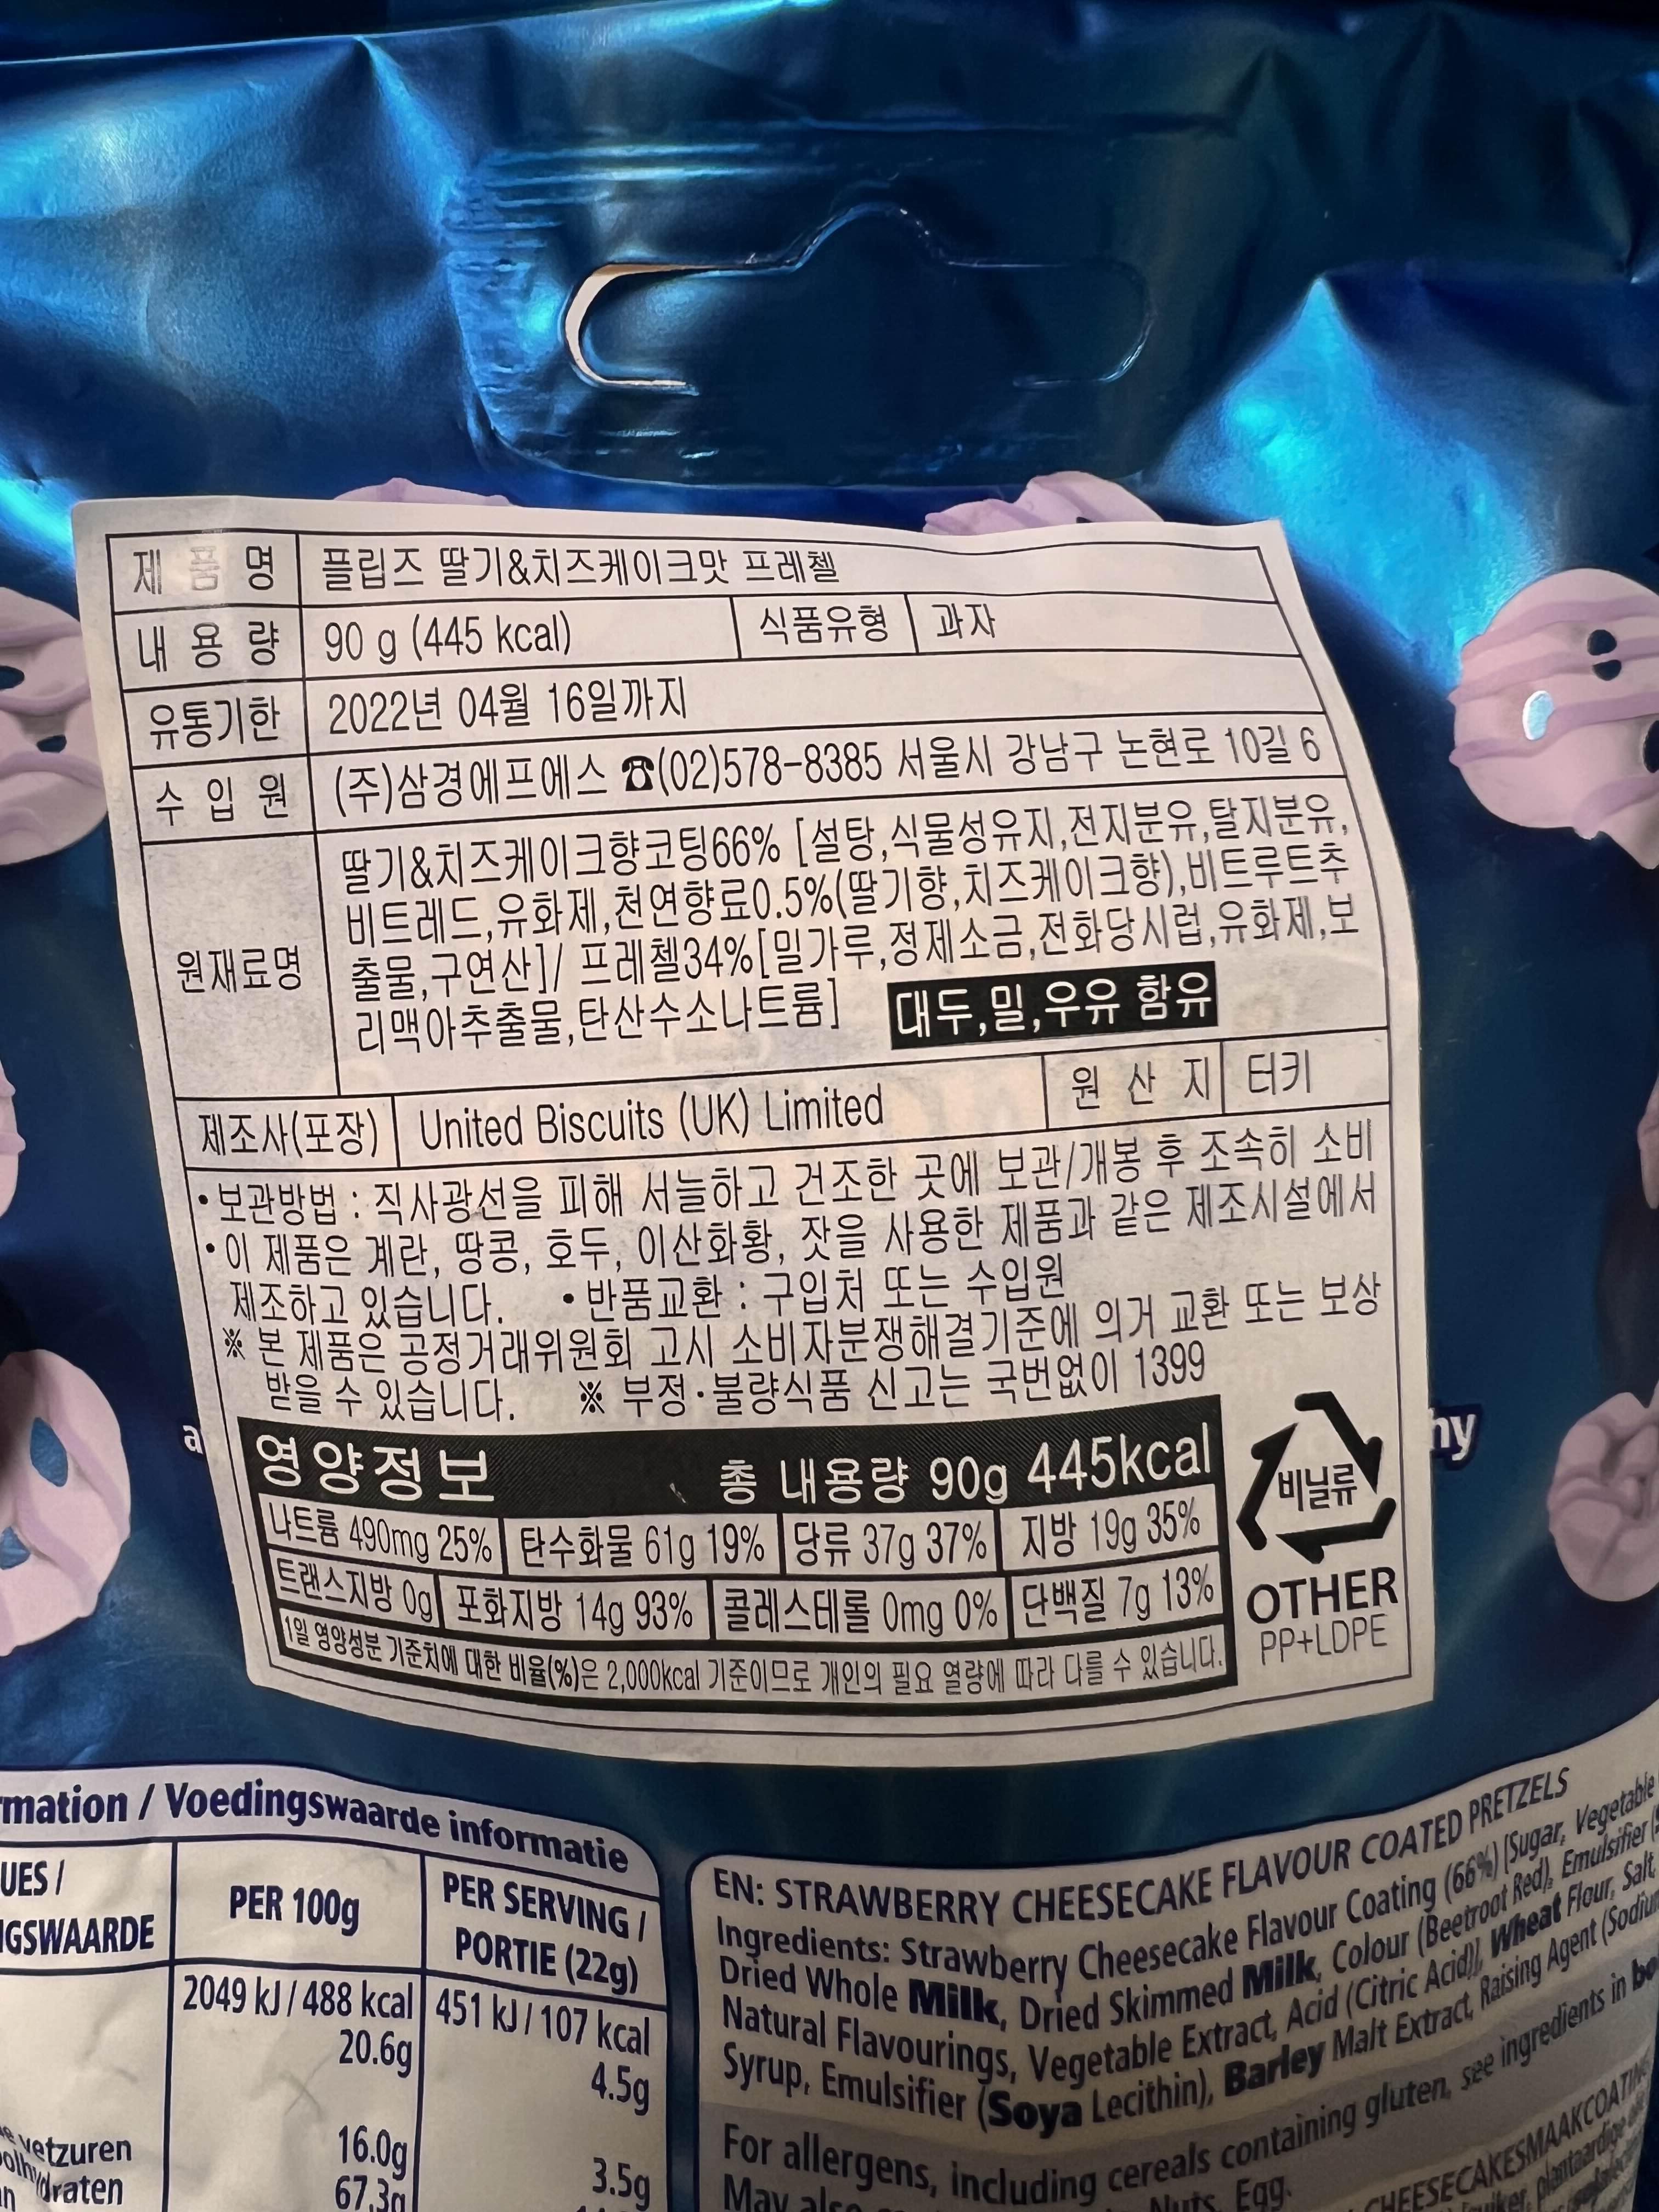 제 품 명 플립즈 딸기&치즈케이크맛 프레첼
내 용 량 90 g (445 kcal) 식품유형 과자
유통기한 2022년 04월 16일까지
수 입 원 (주)삼경에프에스 ☎(02)578-8385 서울시 강남구 논현로 10길 6
원재료명
딸기&치즈케이크향코팅66% [설탕,식물성유지,전지분유,탈지분유,
비트레드,유화제,천연향료0.5%(딸기향,치즈케이크향),비트루트추
출물,구연산]/ 프레첼34%[밀가루,정제소금,전화당시럽,유화제,보
리맥아추출물,탄산수소나트륨] 대두,밀,우유 함유
제조사(포장) United Biscuits (UK) Limited 원 산 지 터키
•보관방법 : 직사광선을 피해 서늘하고 건조한 곳에 보관/개봉 후 조속히 소비
•이 제품은 계란, 땅콩, 호두, 이산화황, 잣을 사용한 제품과 같은 제조시설에서
제조하고 있습니다. •반품교환 : 구입처 또는 수입원
※ 본 제품은 공정거래위원회 고시 소비자분쟁해결기준에 의거 교환 또는 보상
받을 수 있습니다. ※ 부정·불량식품 신고는 국번없이 1399
a
hy
영양정보 총 내용량 90g 445kcal
나트륨 490mg 25% 탄수화물 61g 19% 당류 37g 37% 지방 19g 35%
트랜스지방 0g 포화지방 14g 93% 콜레스테롤 0mg 0% 단백질 7g 13%
1일 영양성분 기준치에 대한 비율(%)은 2,000kcal 기준이므로 개인의 필요 열량에 따라 다를 수 있습니다.
비닐류
OTHER
PP+LDPE
rmation / Voedingswaarde informatie
UES /
GSWAARDE
PER 100g
PER SERVING /
PORTIE (22g)
2049 kJ / 488 kcal 451 kJ / 107 kcal
20.6g 4.5g
vetzuren 16.0g 3.5g
draten 67.3g
EN: STRAWBERRY CHEESECAKE FLAVOUR COATED PRETZELS
Ingredients: Strawberry Cheesecake Flavour Coating (66%) [Sugar, Vegetable
Dried Whole Milk, Dried Skimmed Milk, Colour (Beetroot Red), Emulsifier
Natural Flavourings, Vegetable Extract, Acid (Citric Acid)], Wheat Flour, Salt,
Syrup, Emulsifier (Soya Lecithin), Barley Malt Extract, Raising Agent (Sodium
For allergens, including cereals containing gluten, see ingredients in bo
May also Nuts, Egg.
CHEESECAKESMAAKCOATING
plantaardige